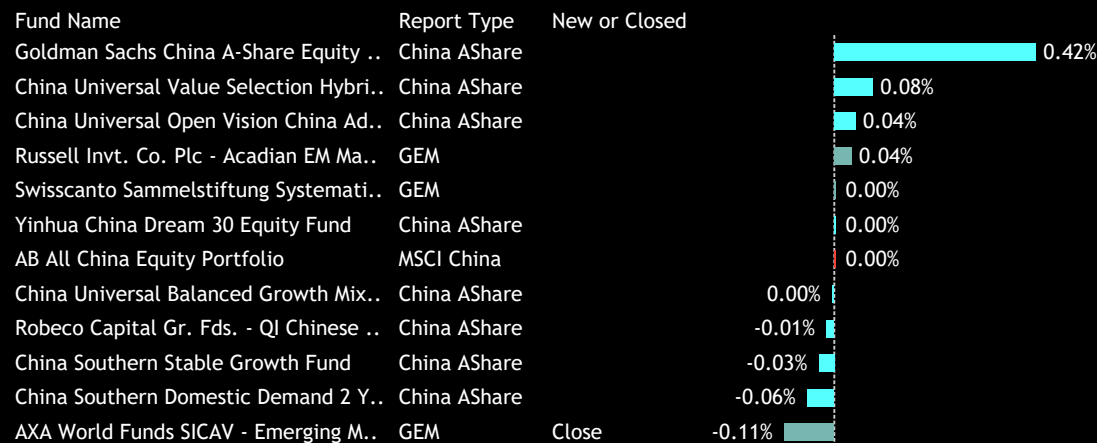 Fund Name Report Type New or Closed
Goldman Sachs China A-Share Equity .. China AShare 0.42%
China Universal Value Selection Hybri.. China AShare 0.08%
China Universal Open Vision China Ad.. China AShare 0.04%
Russell Invt. Co. Plc - Acadian EM Ma.. GEM 0.04%
Swisscanto Sammelstiftung Systemati.. GEM 0.00%
Yinhua China Dream 30 Equity Fund China AShare 0.00%
AB All China Equity Portfolio MSCI China 0.00%
China Universal Balanced Growth Mix.. China AShare 0.00%
Robeco Capital Gr. Fds. - QI Chinese .. China AShare -0.01%
China Southern Stable Growth Fund China AShare -0.03%
China Southern Domestic Demand 2 Y.. China AShare -0.06%
AXA World Funds SICAV - Emerging M.. GEM Close -0.11%